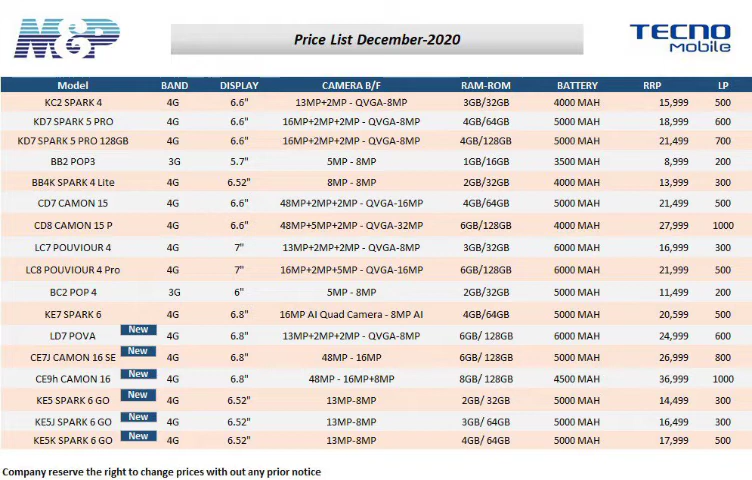 N&P
Price List December-2020
TECNO
Mobile
Model BAND DISPLAY CAMERA B/F RAM-ROM BATTERY RRP LP
KC2 SPARK 4 4G 6.6" 13MP+2MP - QVGA-8MP 3GB/32GB 4000 MAH 15,999 500
KD7 SPARK 5 PRO 4G 6.6" 16MP+2MP+2MP - QVGA-8MP 4GB/64GB 5000 MAH 18,999 600
KD7 SPARK 5 PRO 128GB 4G 6.6" 16MP+2MP+2MP - QVGA-8MP 4GB/128GB 5000 MAH 21,499 700
BB2 POP3 3G 5.7" 5MP - 8MP 1GB/16GB 3500 MAH 8,999 200
BB4K SPARK 4 Lite 4G 6.52" 8MP - 8MP 2GB/32GB 4000 MAH 13,999 300
CD7 CAMON 15 4G 6.6" 48MP+2MP+2MP - QVGA-16MP 4GB/64GB 5000 MAH 21,499 500
CD8 CAMON 15 P 4G 6.6" 48MP+5MP+2MP - QVGA-32MP 6GB/128GB 4000 MAH 27,999 1000
LC7 POUVIOUR 4 4G 7" 13MP+2MP+2MP - QVGA-8MP 3GB/32GB 6000 MAH 16,999 300
LC8 POUVIOUR 4 Pro 4G 7" 16MP+2MP+5MP - QVGA-16MP 6GB/128GB 6000 MAH 21,999 500
BC2 POP 4 3G 6" 5MP - 8MP 2GB/32GB 5000 MAH 11,499 200
KE7 SPARK 6 4G 6.8" 16MP AI Quad Camera - 8MP AI 4GB/64GB 5000 MAH 20,599 500
LD7 POVA New 4G 6.8" 13MP+2MP+2MP - QVGA-8MP 6GB/ 128GB 6000 MAH 24,999 600
CE7J CAMON 16 SE New 4G 6.8" 48MP - 16MP 6GB/ 128GB 5000 MAH 26,999 800
CE9h CAMON 16 New 4G 6.8" 48MP - 16MP+8MP 8GB/ 128GB 4500 MAH 36,999 1000
KE5 SPARK 6 GO New 4G 6.52" 13MP-8MP 2GB/ 32GB 5000 MAH 14,499 300
KE5J SPARK 6 GO New 4G 6.52" 13MP-8MP 3GB/ 64GB 5000 MAH 16,499 300
KE5K SPARK 6 GO New 4G 6.52" 13MP-8MP 4GB/ 64GB 5000 MAH 17,999 500
Company reserve the right to change prices with out any prior notice